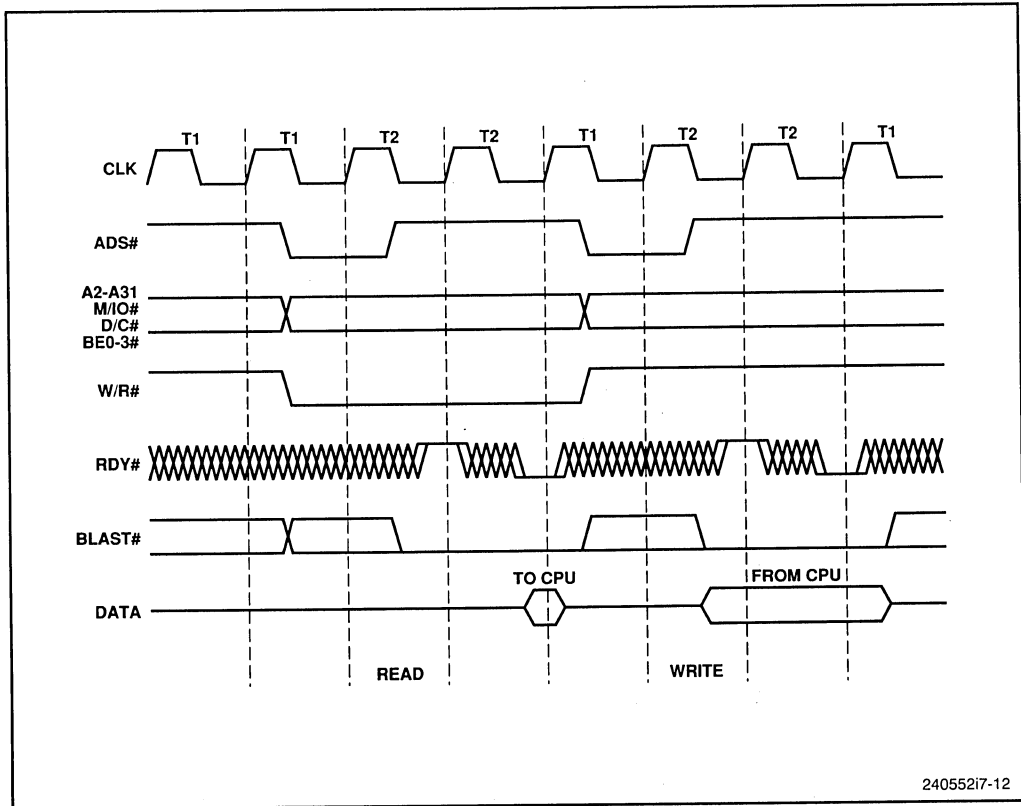 T1 T1 T2 T2 T1 T2 T2 T1
CLK
ADS#
A2-A31
M/IO#
D/C#
BE0-3#
W/R#
RDY#
BLAST#
TO CPU FROM CPU
DATA
READ WRITE
240552i7-12